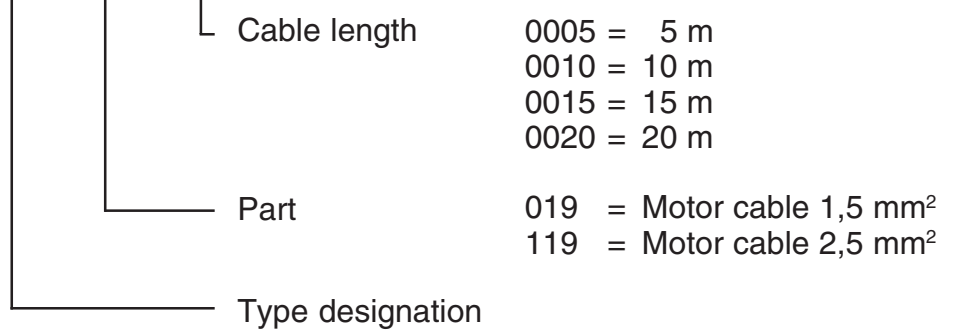 Cable length 0005 = 5 m
0010 = 10 m
0015 = 15 m
0020 = 20 m
Part 019 = Motor cable 1,5 mm²
119 = Motor cable 2,5 mm²
Type designation